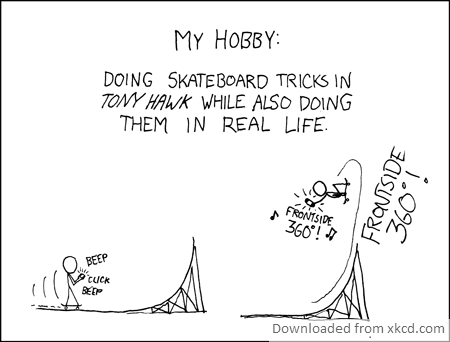 MY HOBBY:
DOING SKATEBOARD TRICKS IN
TONY HAWK WHILE ALSO DOING
THEM IN REAL LIFE.
BEEP
CLICK
BEEP
FRONTSIDE
360°!
FRONTSIDE
360°!
Downloaded from xkcd.com.